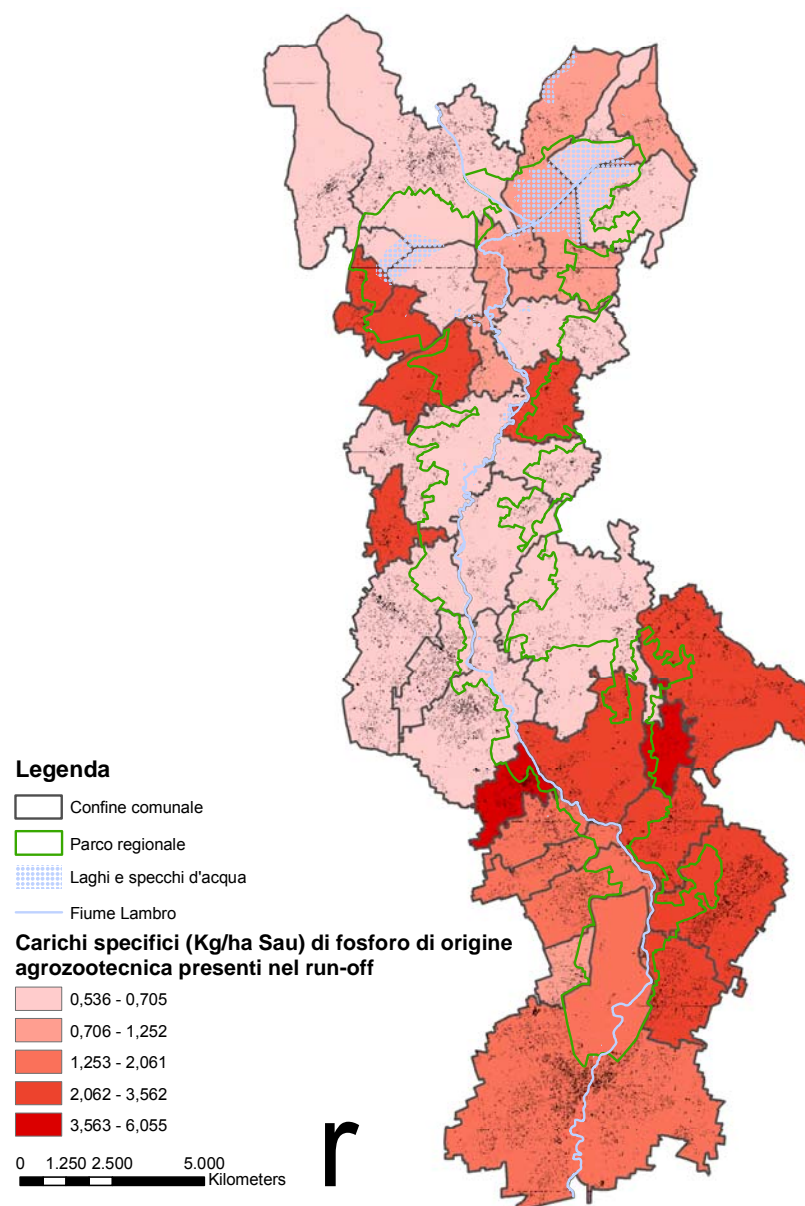 Legenda
Confine comunale
Parco regionale
Laghi e specchi d'acqua
Fiume Lambro
Carichi specifici (Kg/ha Sau) di fosforo di origine
agrozootecnica presenti nel run-off
0,536 - 0,705
0,706 - 1,252
1,253 - 2,061
2,062 - 3,562
3,563 - 6,055
0 1.250 2.500 5.000
Kilometers
r